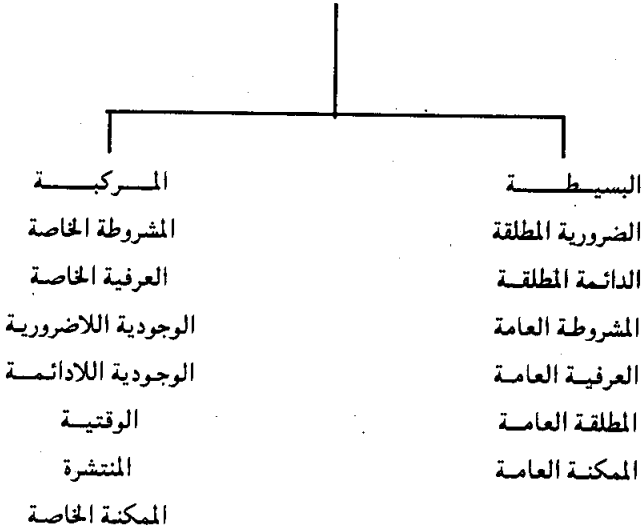 البسيطة
الضرورية المطلقة
الدائمة المطلقة
المشروطة العامة
العرفية العامة
المطلقة العامة
الممكنة العامة
المركبة
المشروطة الخاصة
العرفية الخاصة
الوجودية اللاضرورية
الوجودية اللادائمة
الوقتية
المنتشرة
الممكنة الخاصة